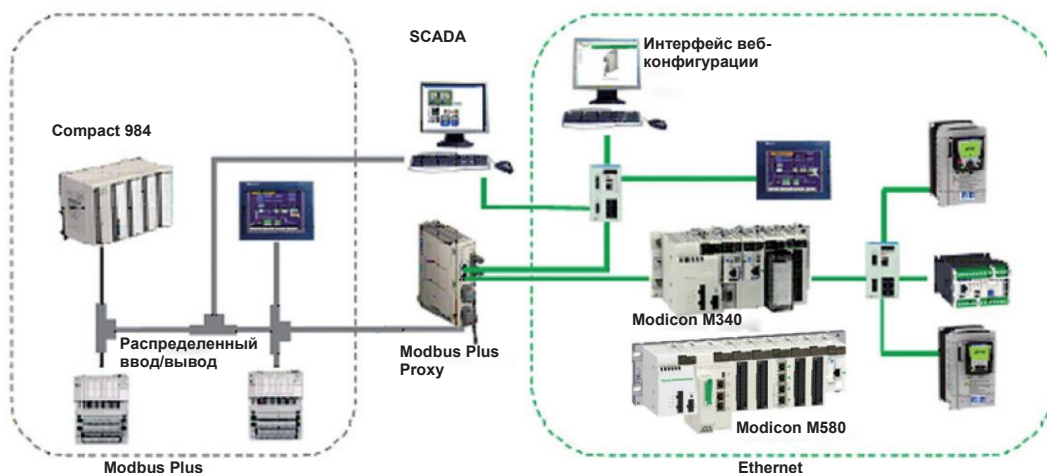 SCADA
Интерфейс веб-
конфигурации
Compact 984
Modicon M340
Распределенный
ввод/вывод
Modbus Plus
Proxy
Modicon M580
Modbus Plus
Ethernet